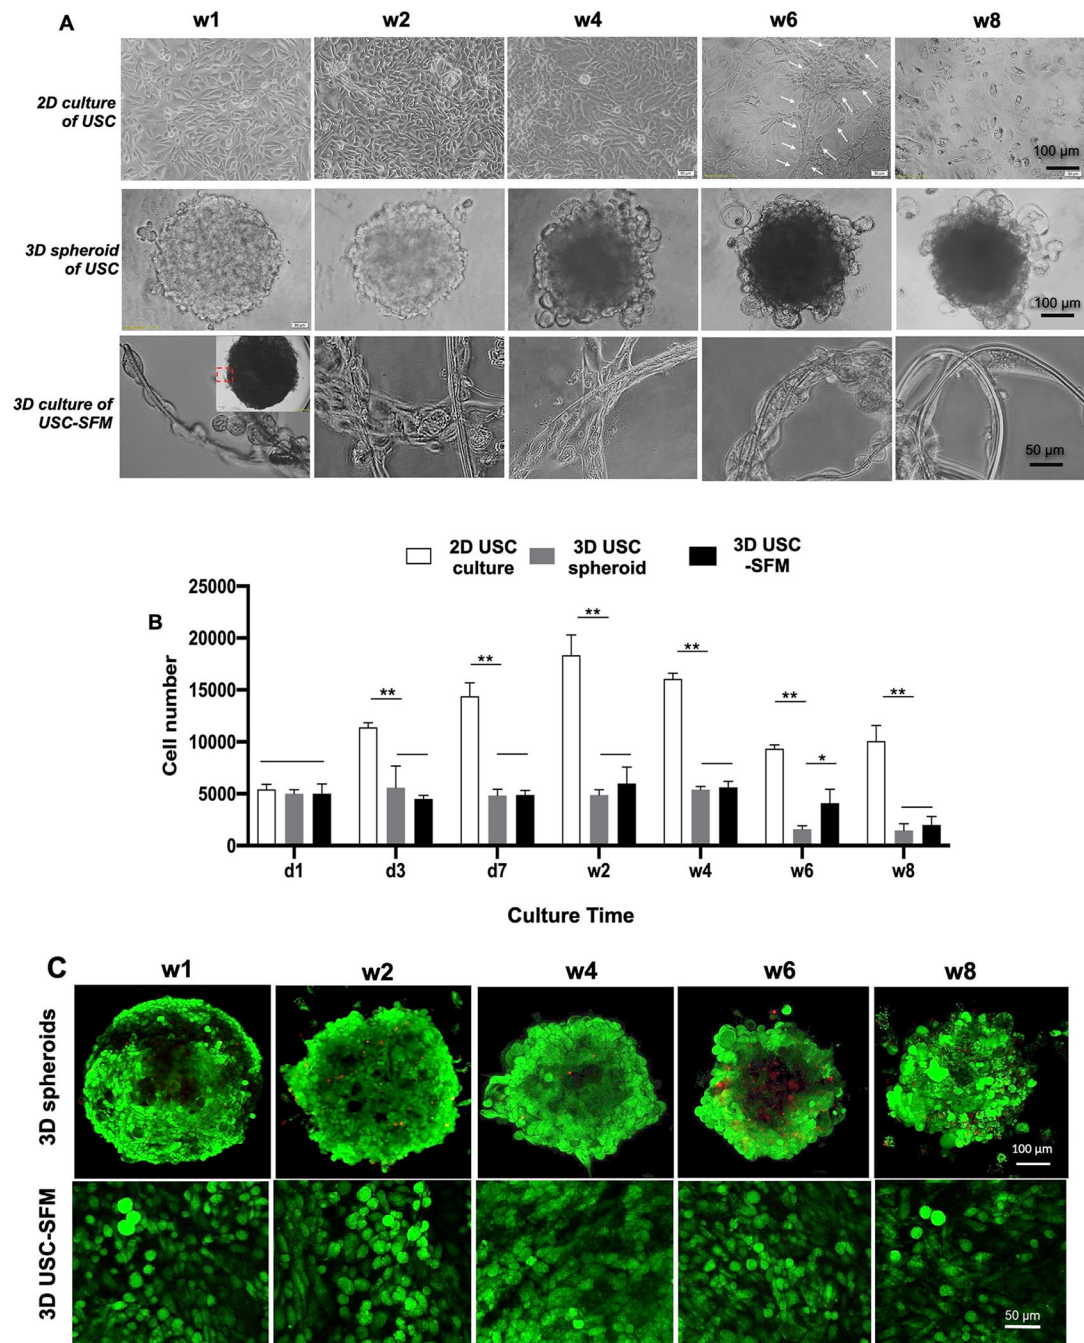 A
w1 w2 w4 w6 w8
2D culture
of USC
100 µm
3D spheroid
of USC
100 µm
3D culture of
USC-SFM
50 µm
2D USC
culture
3D USC
spheroid
3D USC
-SFM
B
Cell number
25000
20000
15000
10000
5000
0
** ** ** ** ** ** * **
d1 d3 d7 w2 w4 w6 w8
Culture Time
C
w1 w2 w4 w6 w8
3D spheroids
100 µm
3D USC-SFM
50 µm